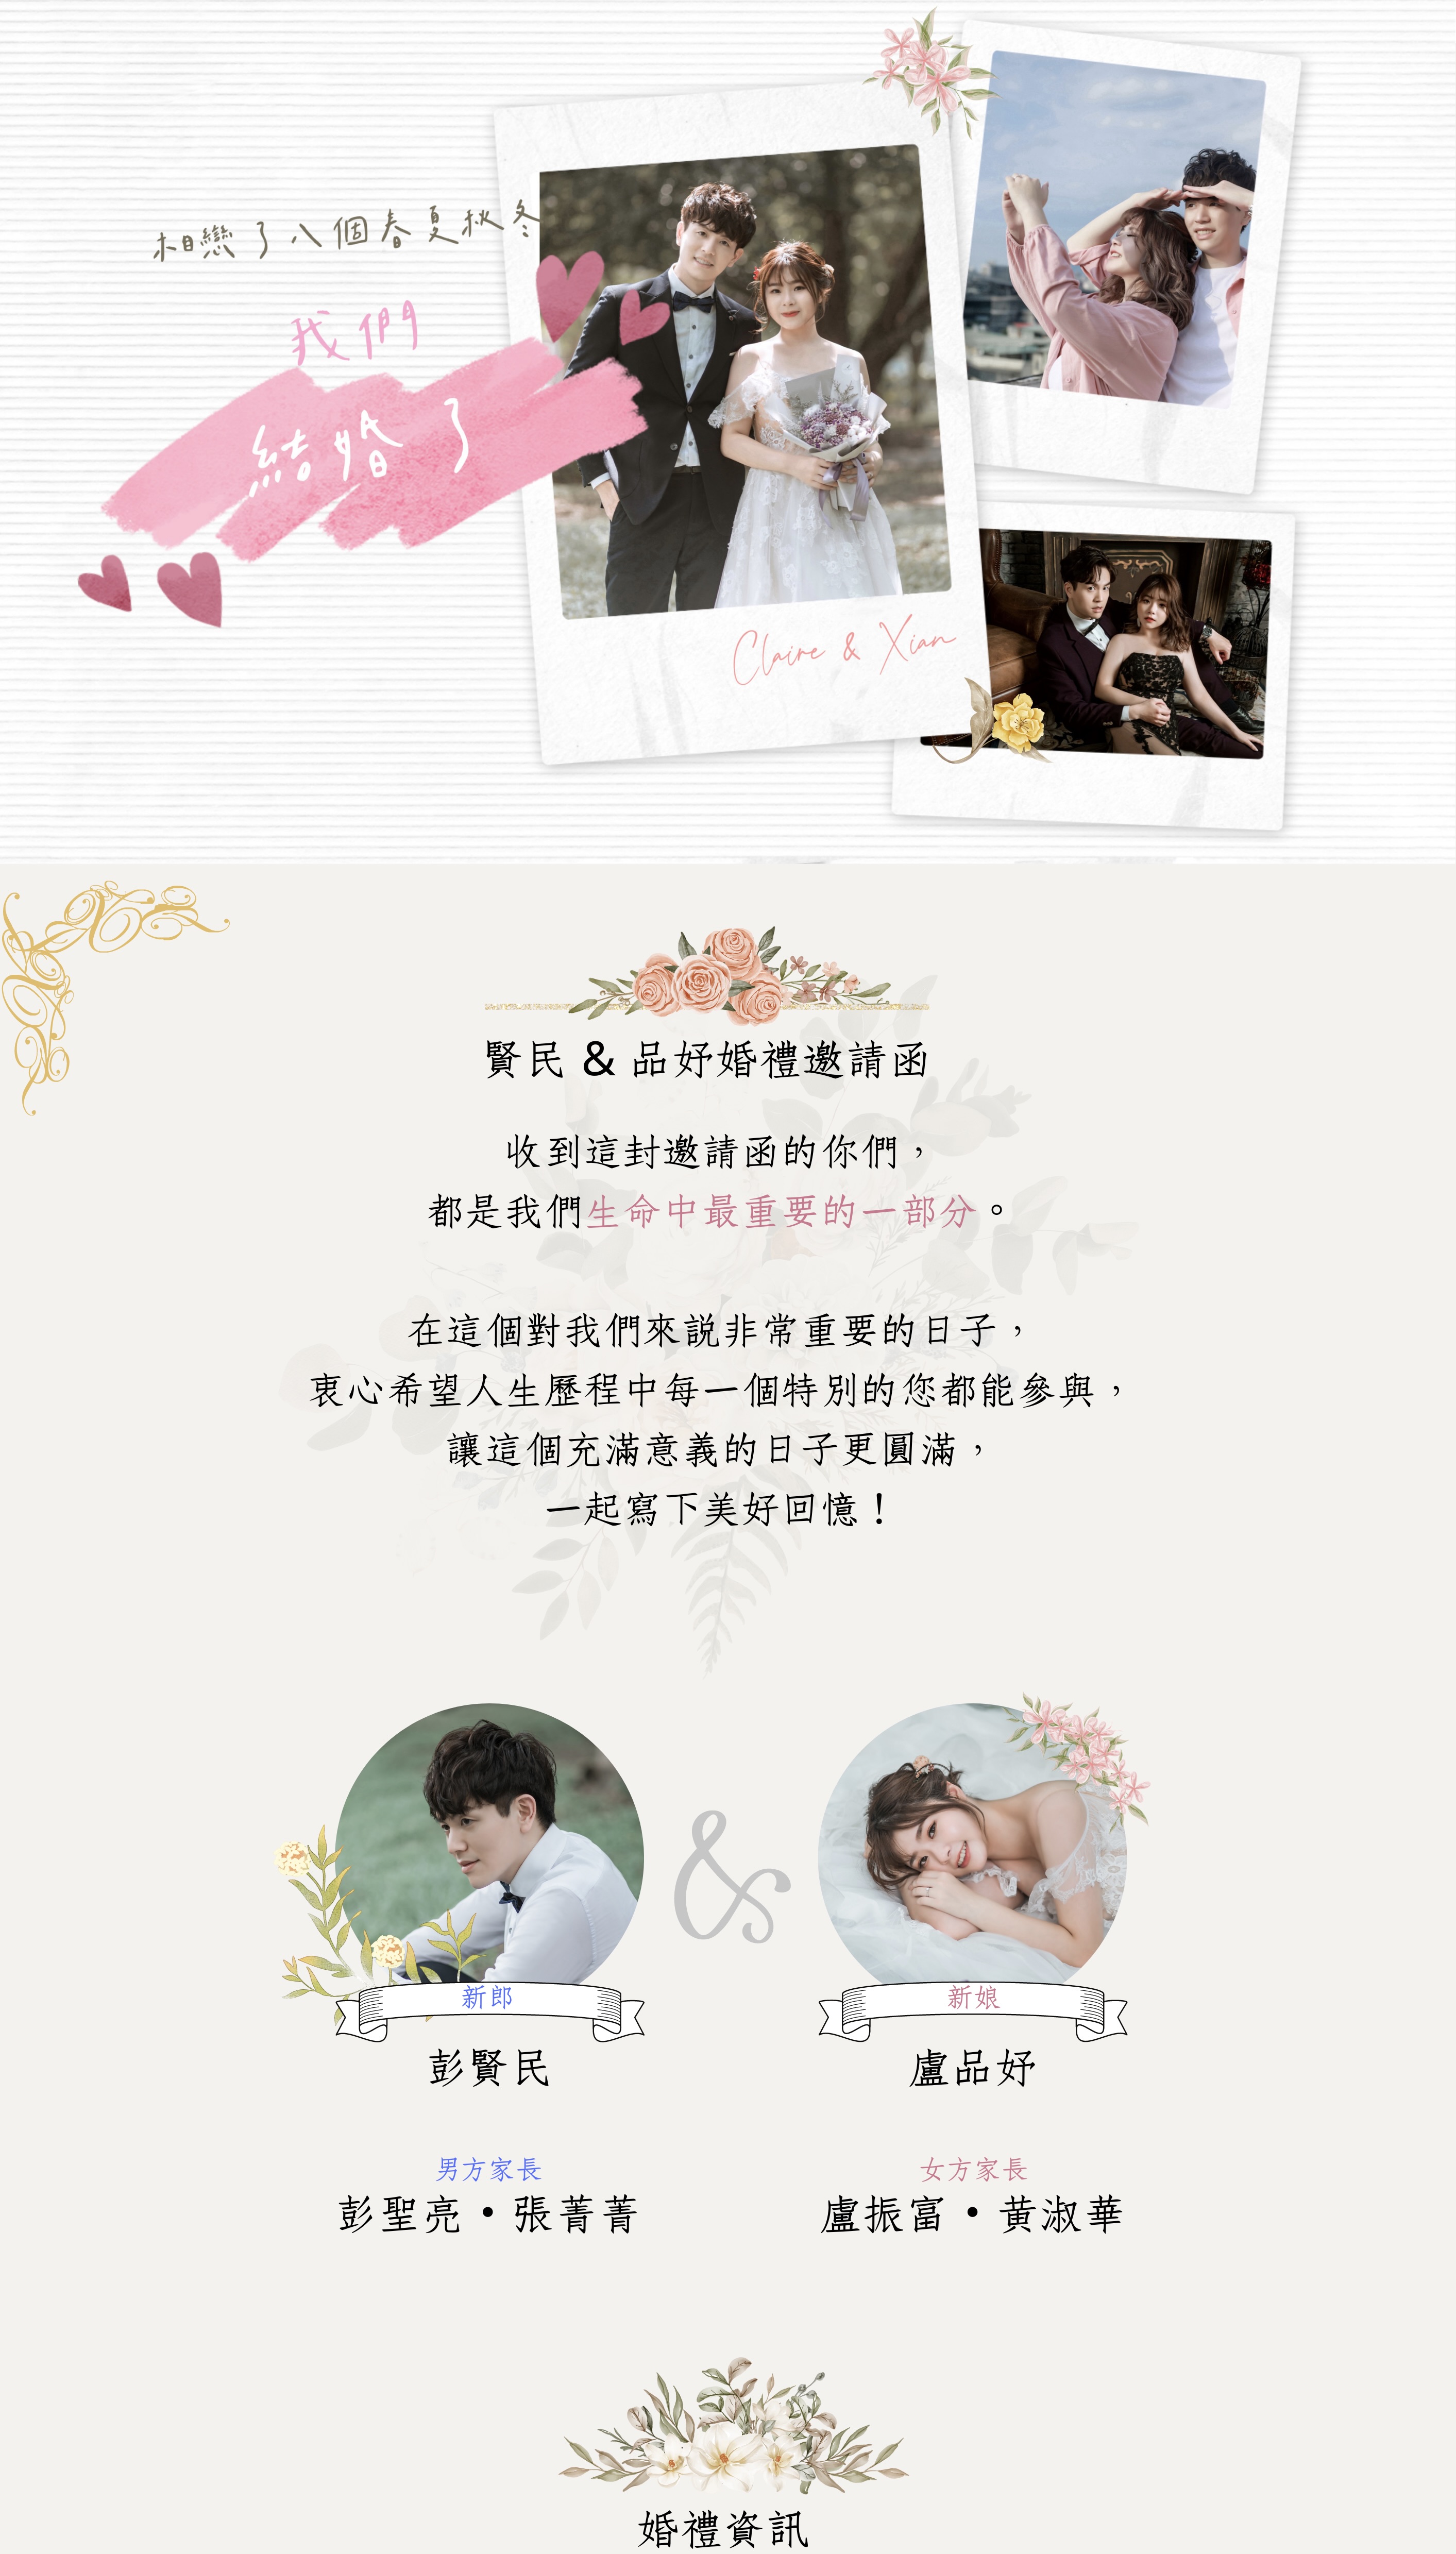 相戀了八個春夏秋冬
我們
結婚了
Claire & Xian
賢民 & 品妤婚禮邀請函
收到這封邀請函的你們，
都是我們生命中最重要的一部分。
在這個對我們來説非常重要的日子，
衷心希望人生歷程中每一個特別的您都能參與，
讓這個充滿意義的日子更圓滿，
一起寫下美好回憶！
&
新郎
新娘
彭賢民
盧品妤
男方家長
女方家長
彭聖亮・張菁菁
盧振富・黃淑華
婚禮資訊